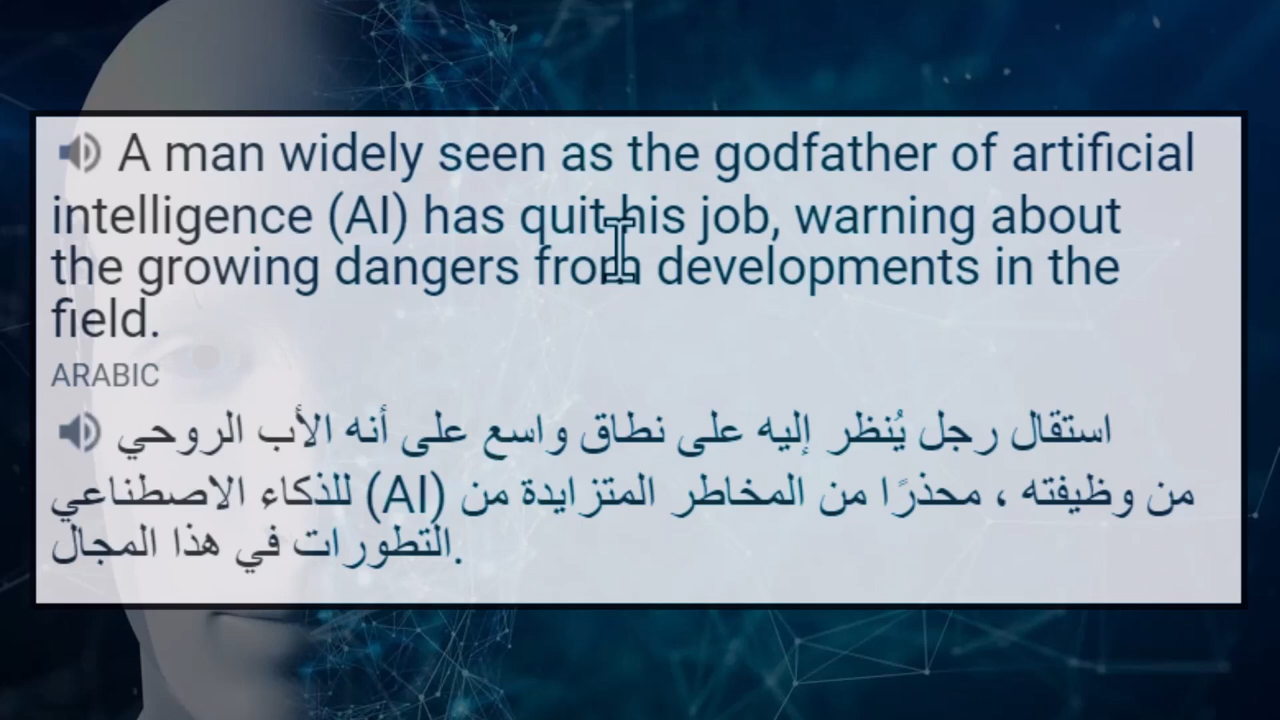 A man widely seen as the godfather of artificial
intelligence (AI) has quit his job, warning about
the growing dangers from developments in the
field.
ARABIC
استقال رجل يُنظر إليه على نطاق واسع على أنه الأب الروحي
للذكاء الاصطناعي (AI) من وظيفته ، محذرًا من المخاطر المتزايدة من
التطورات في هذا المجال.